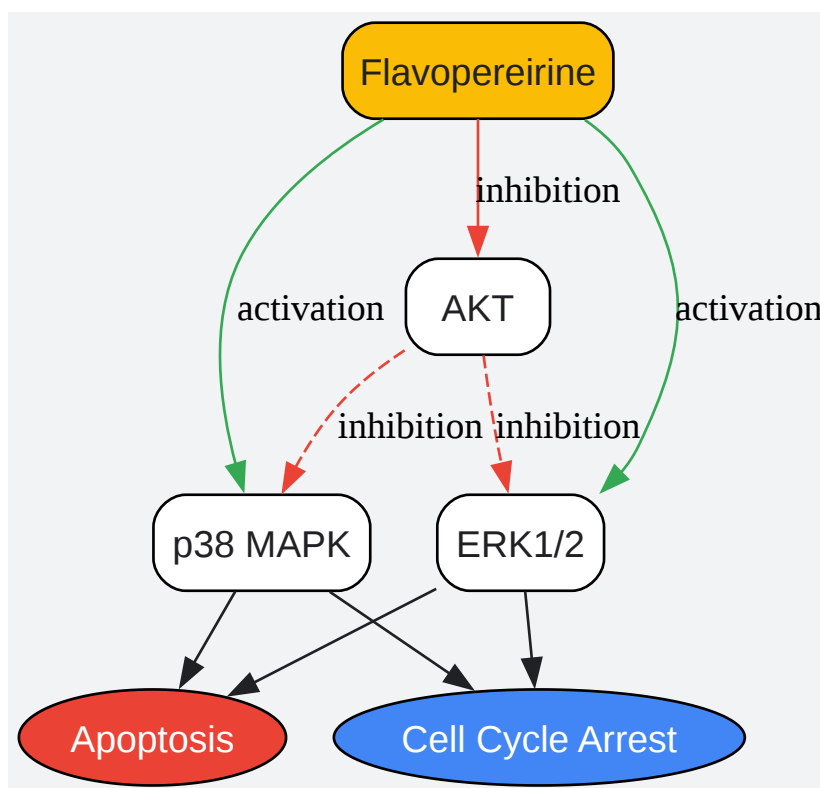 Flavopereirine
inhibition
AKT
activation
activation
inhibition
inhibition
p38 MAPK
ERK1/2
Apoptosis
Cell Cycle Arrest